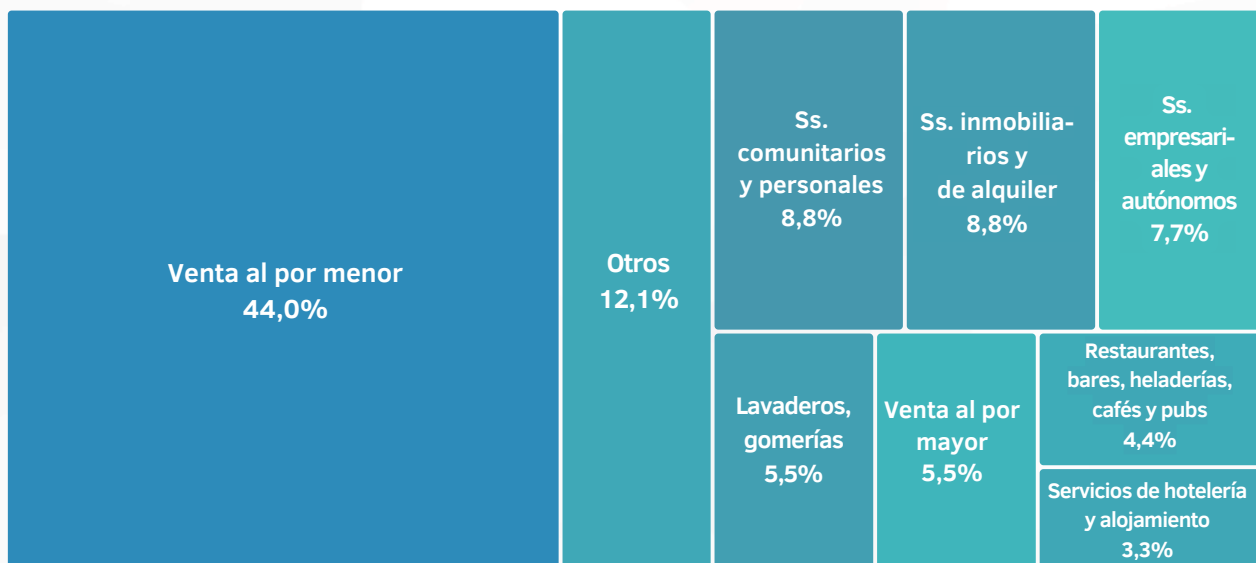 Venta al por menor
44,0%
Otros
12,1%
Ss.
comunitarios
y personales
8,8%
Ss. inmobilia-
rios y
de alquiler
8,8%
Ss.
empresari-
ales y
autónomos
7,7%
Lavaderos,
gomerías
5,5%
Venta al por
mayor
5,5%
Restaurantes,
bares, heladerías,
cafés y pubs
4,4%
Servicios de hotelería
y alojamiento
3,3%